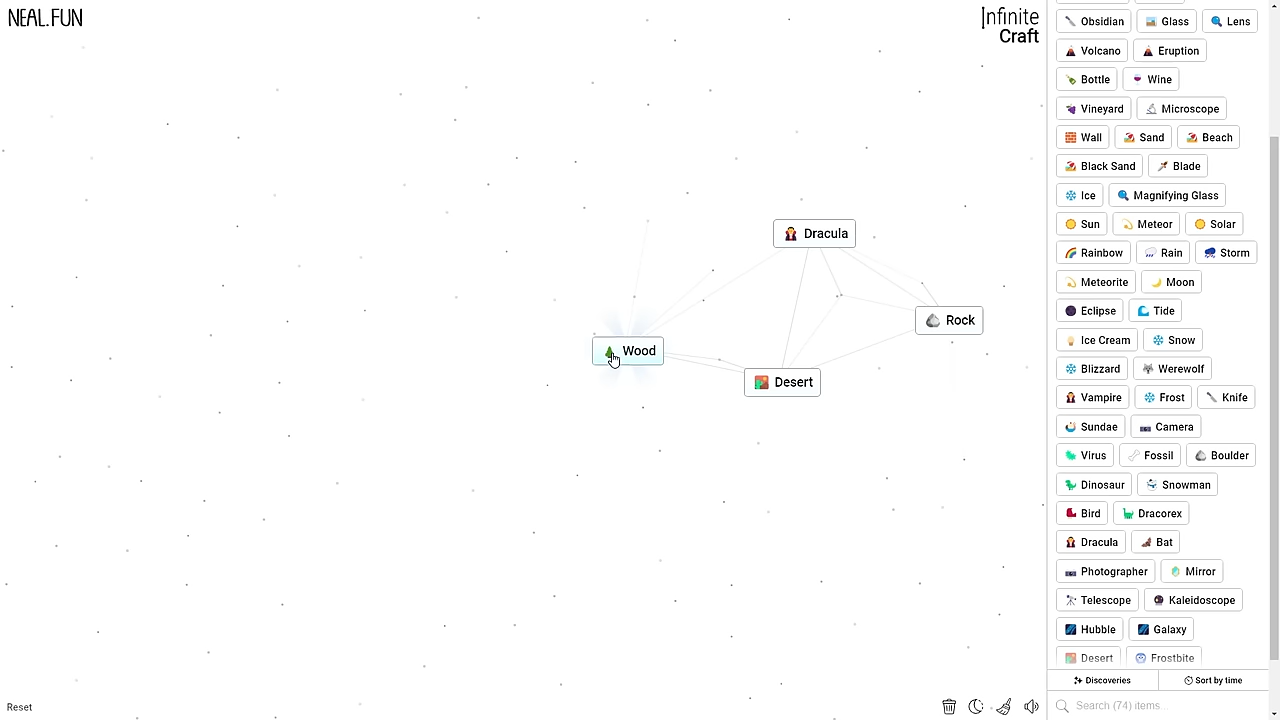 NEAL.FUN
Infinite
Craft
Dracula
Rock
Wood
Desert
Reset
Obsidian Glass Lens
Volcano Eruption
Bottle Wine
Vineyard Microscope
Wall Sand Beach
Black Sand Blade
Ice Magnifying Glass
Sun Meteor Solar
Rainbow Rain Storm
Meteorite Moon
Eclipse Tide
Ice Cream Snow
Blizzard Werewolf
Vampire Frost Knife
Sundae Camera
Virus Fossil Boulder
Dinosaur Snowman
Bird Dracorex
Dracula Bat
Photographer Mirror
Telescope Kaleidoscope
Hubble Galaxy
Desert Frostbite
Discoveries Sort by time
Search (74) items...